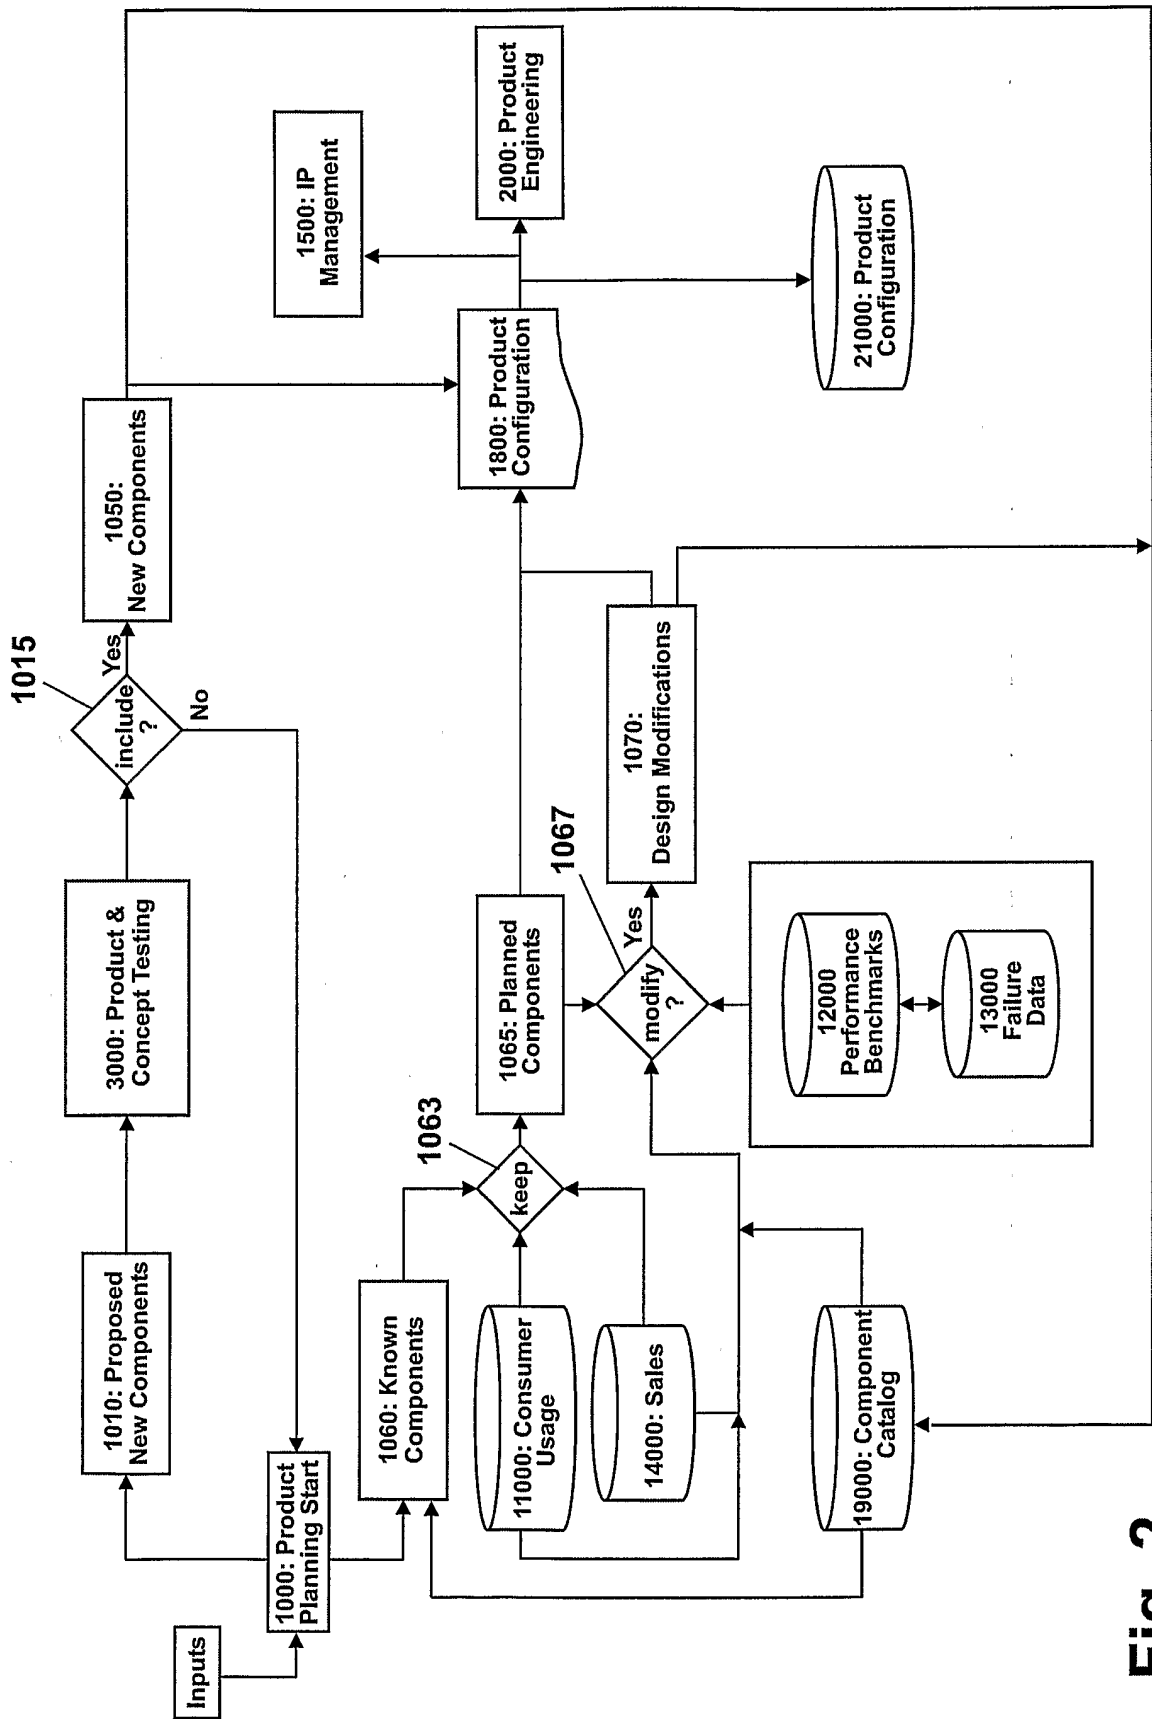 Inputs
1000: Product
Planning Start
1010: Proposed
New Components
3000: Product &
Concept Testing
1015
include
?
Yes
No
1050:
New Components
1500: IP
Management
2000: Product
Engineering
1800: Product
Configuration
21000: Product
Configuration
1060: Known
Components
11000: Consumer
Usage
14000: Sales
19000: Component
Catalog
1063
keep
1065: Planned
Components
1067
modify
?
Yes
1070:
Design Modifications
12000
Performance
Benchmarks
13000
Failure
Data
Fig. 2